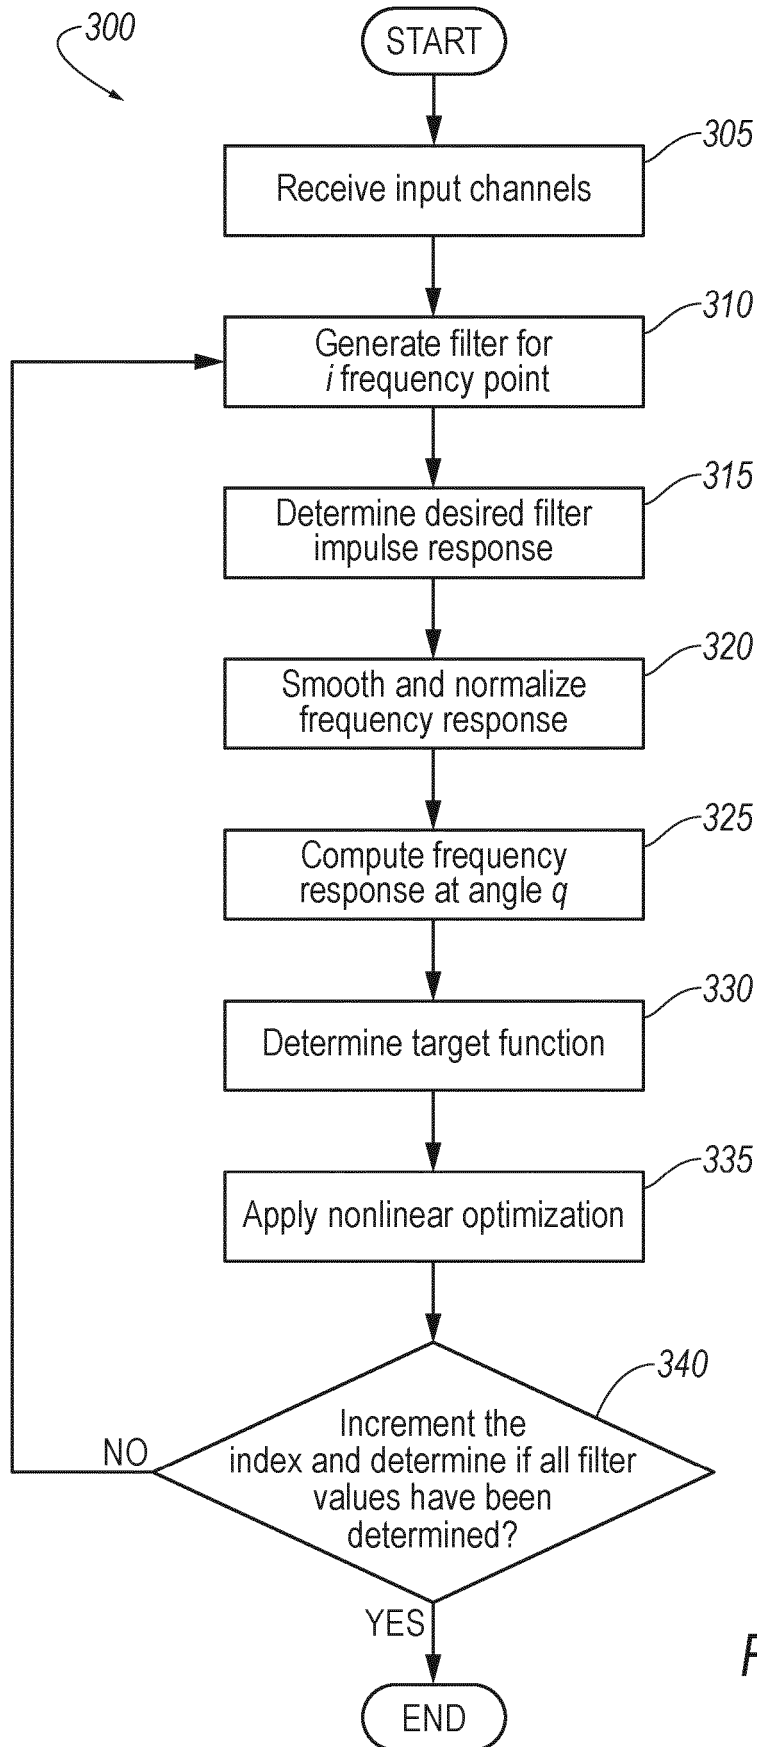 300
START
305
Receive input channels
310
Generate filter for
i frequency point
315
Determine desired filter
impulse response
320
Smooth and normalize
frequency response
325
Compute frequency
response at angle q
330
Determine target function
335
Apply nonlinear optimization
340
Increment the
index and determine if all filter
values have been
determined?
NO
YES
END
F